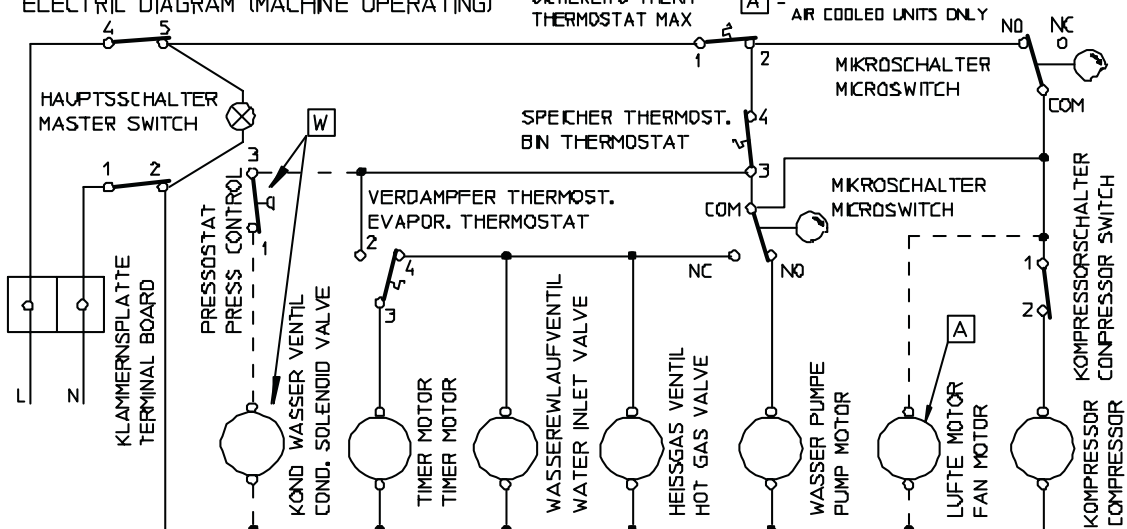 ELECTRIC DIAGRAM (MACHINE OPERATING)
THERMOSTAT MAX
A -
AIR COOLED UNITS ONLY
4 5
1 2
NO NC
HAUPTSSCHALTER
MASTER SWITCH
W
MIKROSCHALTER
MICROSWITCH
COM
SPEICHER THERMOST.
BIN THERMOSTAT
4
3
1 2
3
1
PRESSOSTAT
PRESS CONTROL
VERDAMPFER THERMOST.
EVAPOR. THERMOSTAT
2
4
3
COM
MIKROSCHALTER
MICROSWITCH
NC
NO
1
2
KOMPRESSORSCHALTER
CONPRESSOR SWITCH
L N
KLAMMERNSPLATTE
TERMINAL BOARD
KOND WASSER VENTIL
COND. SOLENOID VALVE
TIMER MOTOR
TIMER MOTOR
WASSEREWLAUFVENTIL
WATER INLET VALVE
HEISSGAS VENTIL
HOT GAS VALVE
WASSER PUMPE
PUMP MOTOR
A
LUFTE MOTOR
FAN MOTOR
KOMPRESSOR
COMPRESSOR